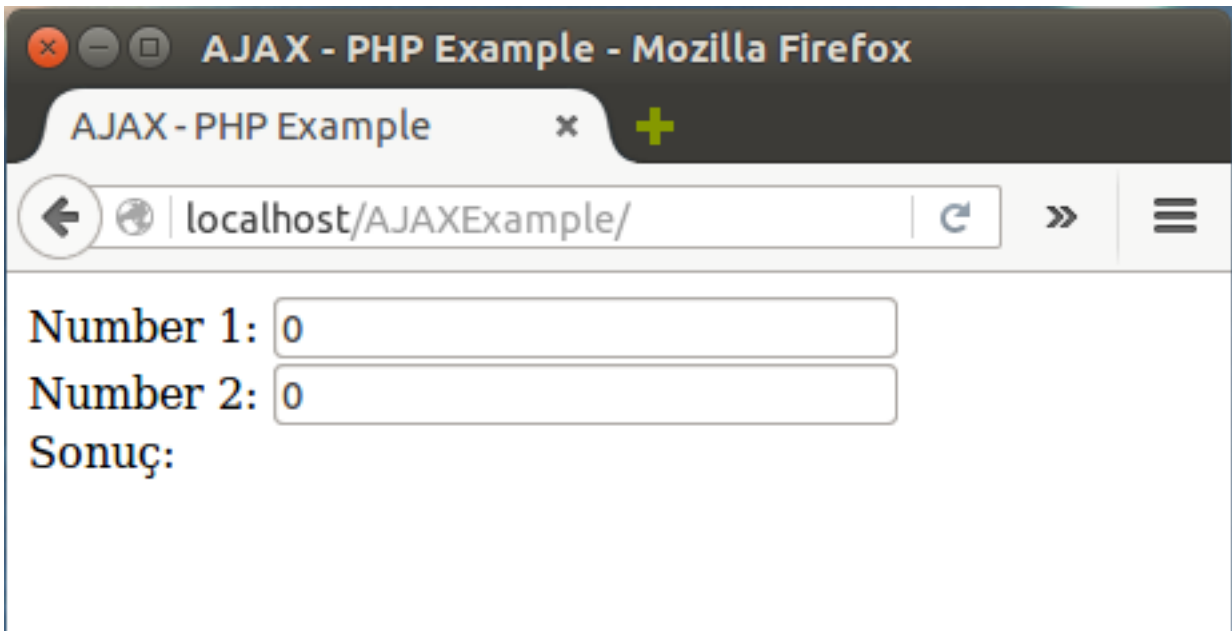 AJAX - PHP Example - Mozilla Firefox
AJAX - PHP Example
localhost/AJAXExample/
Number 1: 0
Number 2: 0
Sonuç: